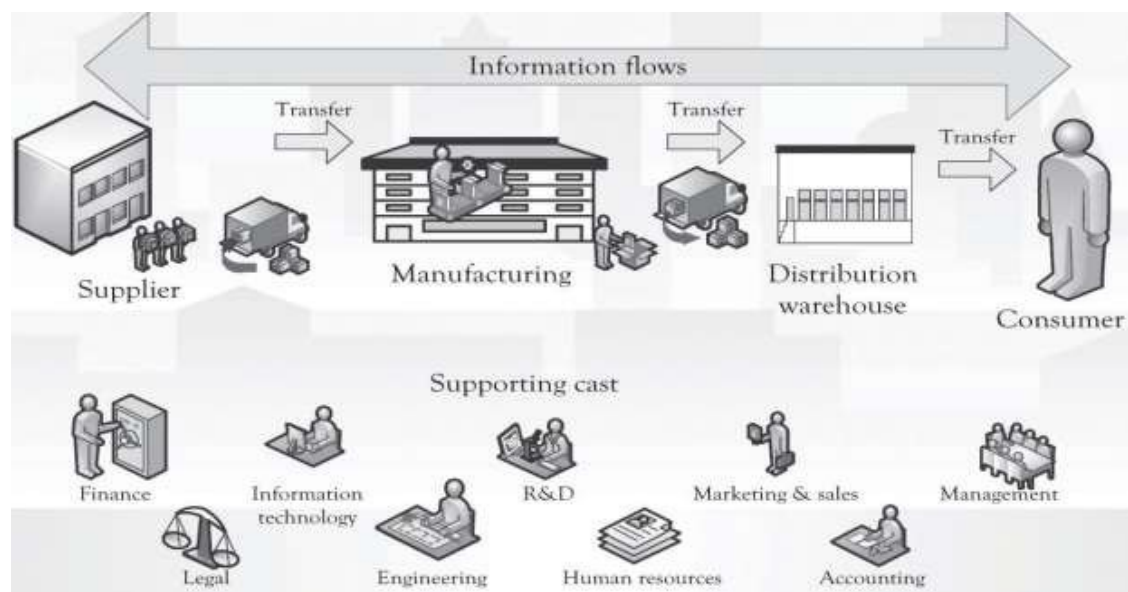 Information flows
Transfer
Transfer
Transfer
Supplier
Manufacturing
Distribution
warehouse
Consumer
Supporting cast
Finance
Information
technology
R&D
Marketing & sales
Management
Legal
Engineering
Human resources
Accounting